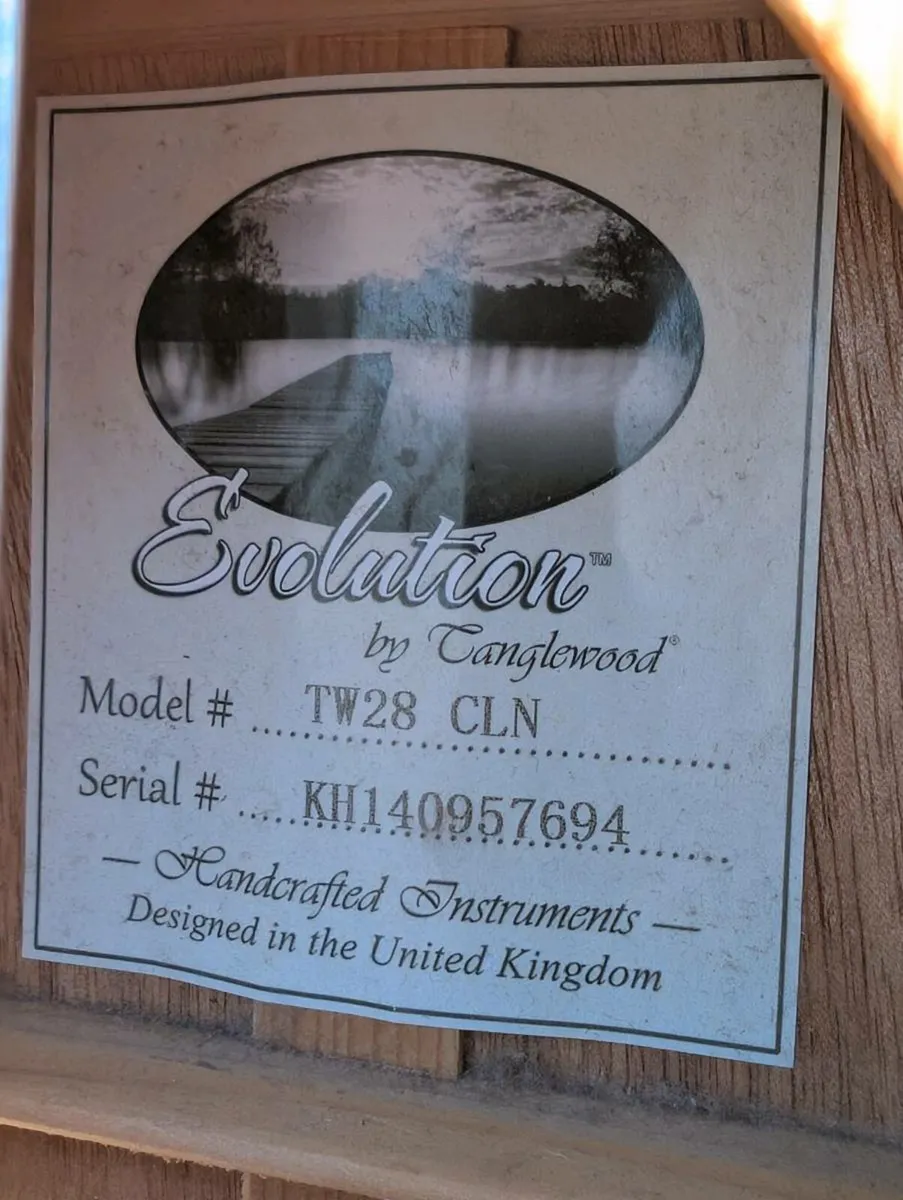 Evolution™
by Tanglewood®
Model # .... TW28 CLN
Serial # .... KH140957694
— Handcrafted Instruments —
Designed in the United Kingdom